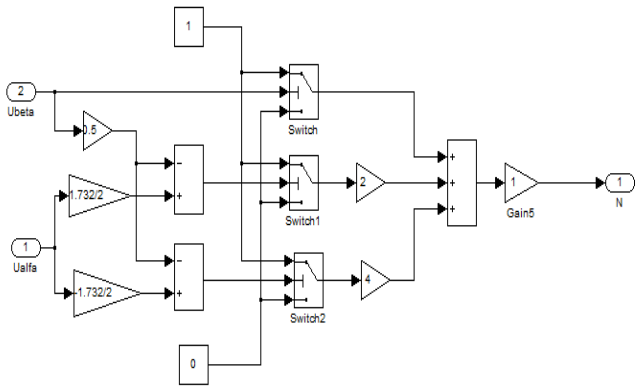 1
2
Ubeta
0.5
Switch
+
-
+
1.732/2
2
+
1
1
Switch1
Gain5
N
+
1
Ualfa
-
+
-1.732/2
4
Switch2
0